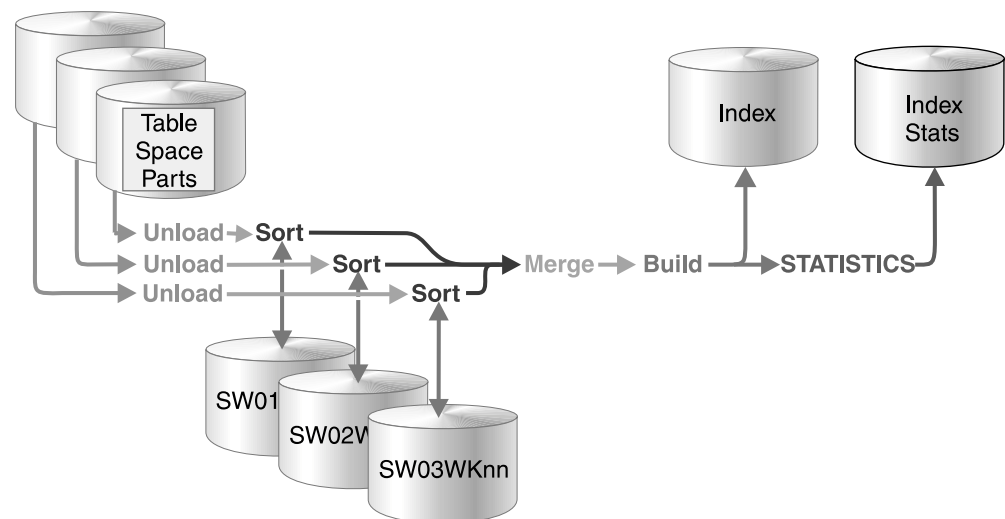 Table
Space
Parts
Index
Index
Stats
Unload Sort
Unload Sort Merge Build STATISTICS
Unload Sort
SW01
SW02W
SW03WKnn